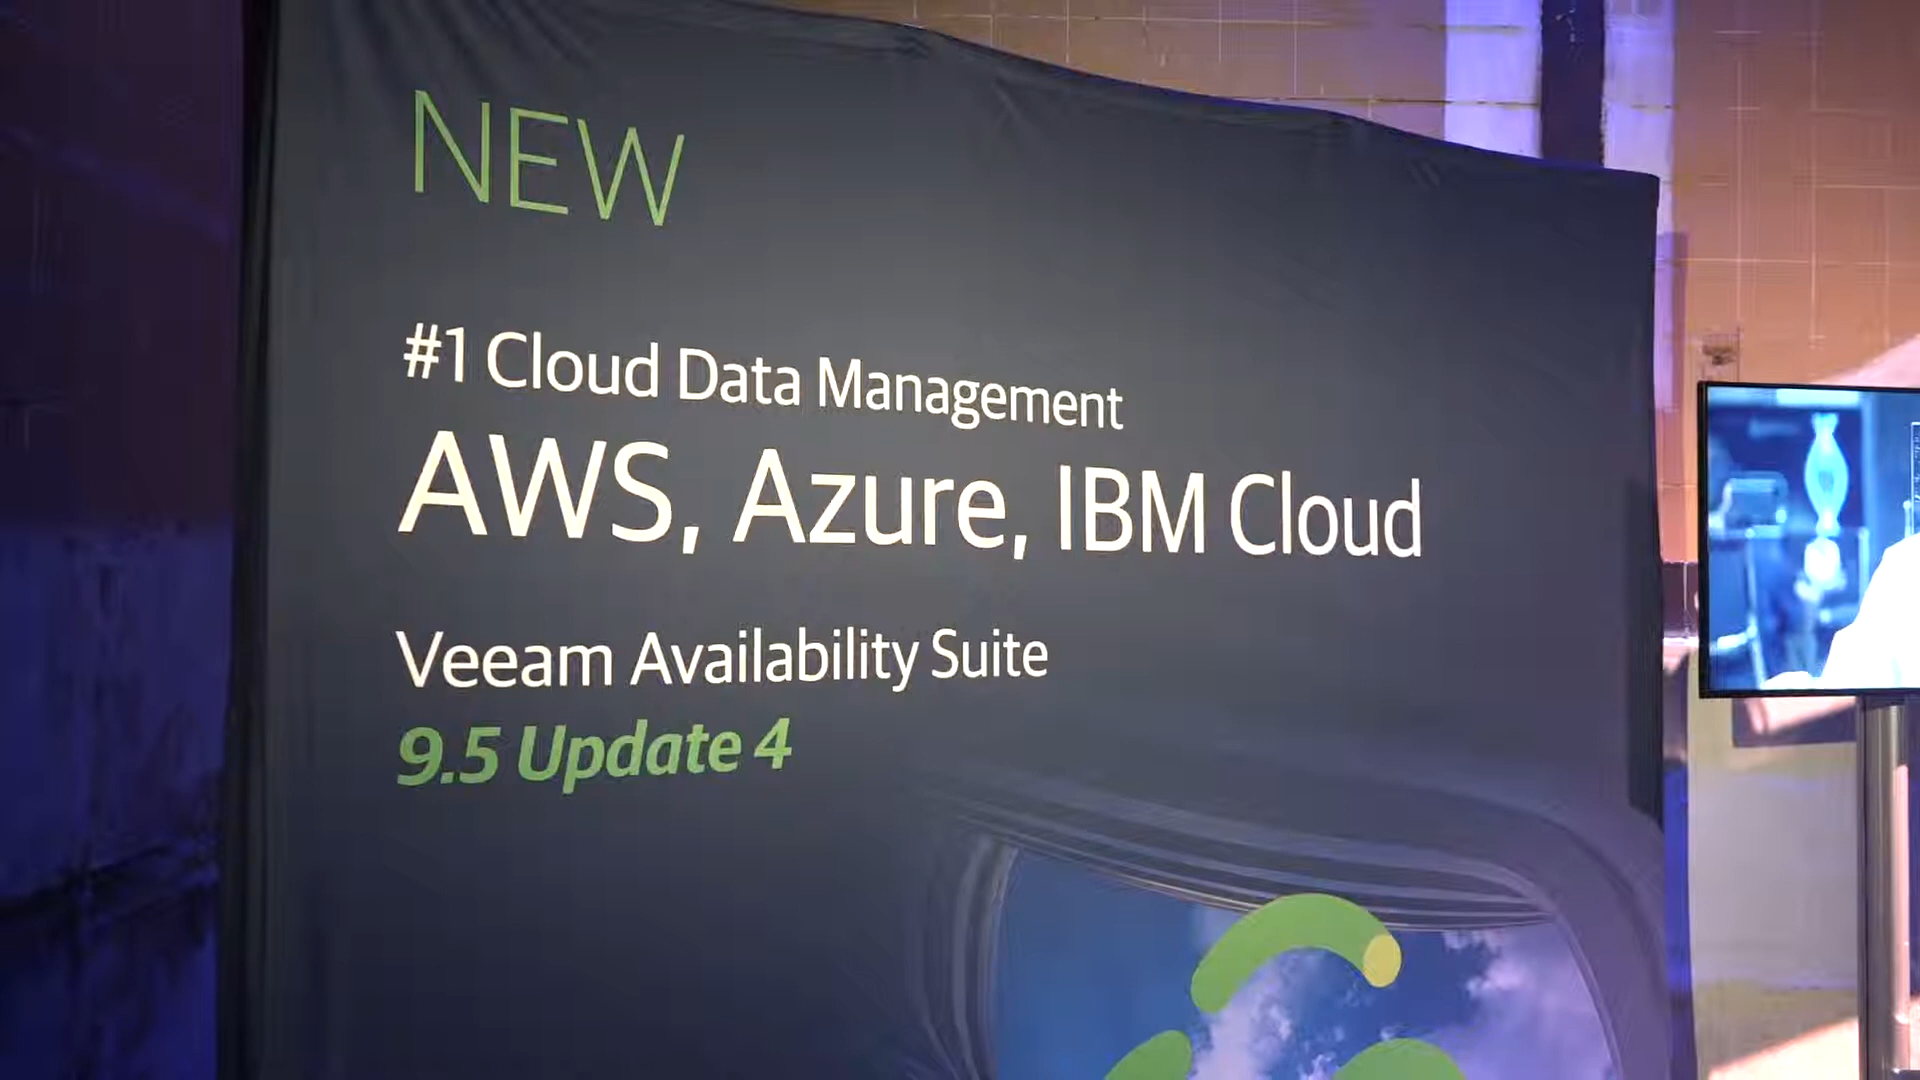 NEW
#1 Cloud Data Management
AWS, Azure, IBM Cloud
Veeam Availability Suite
9.5 Update 4